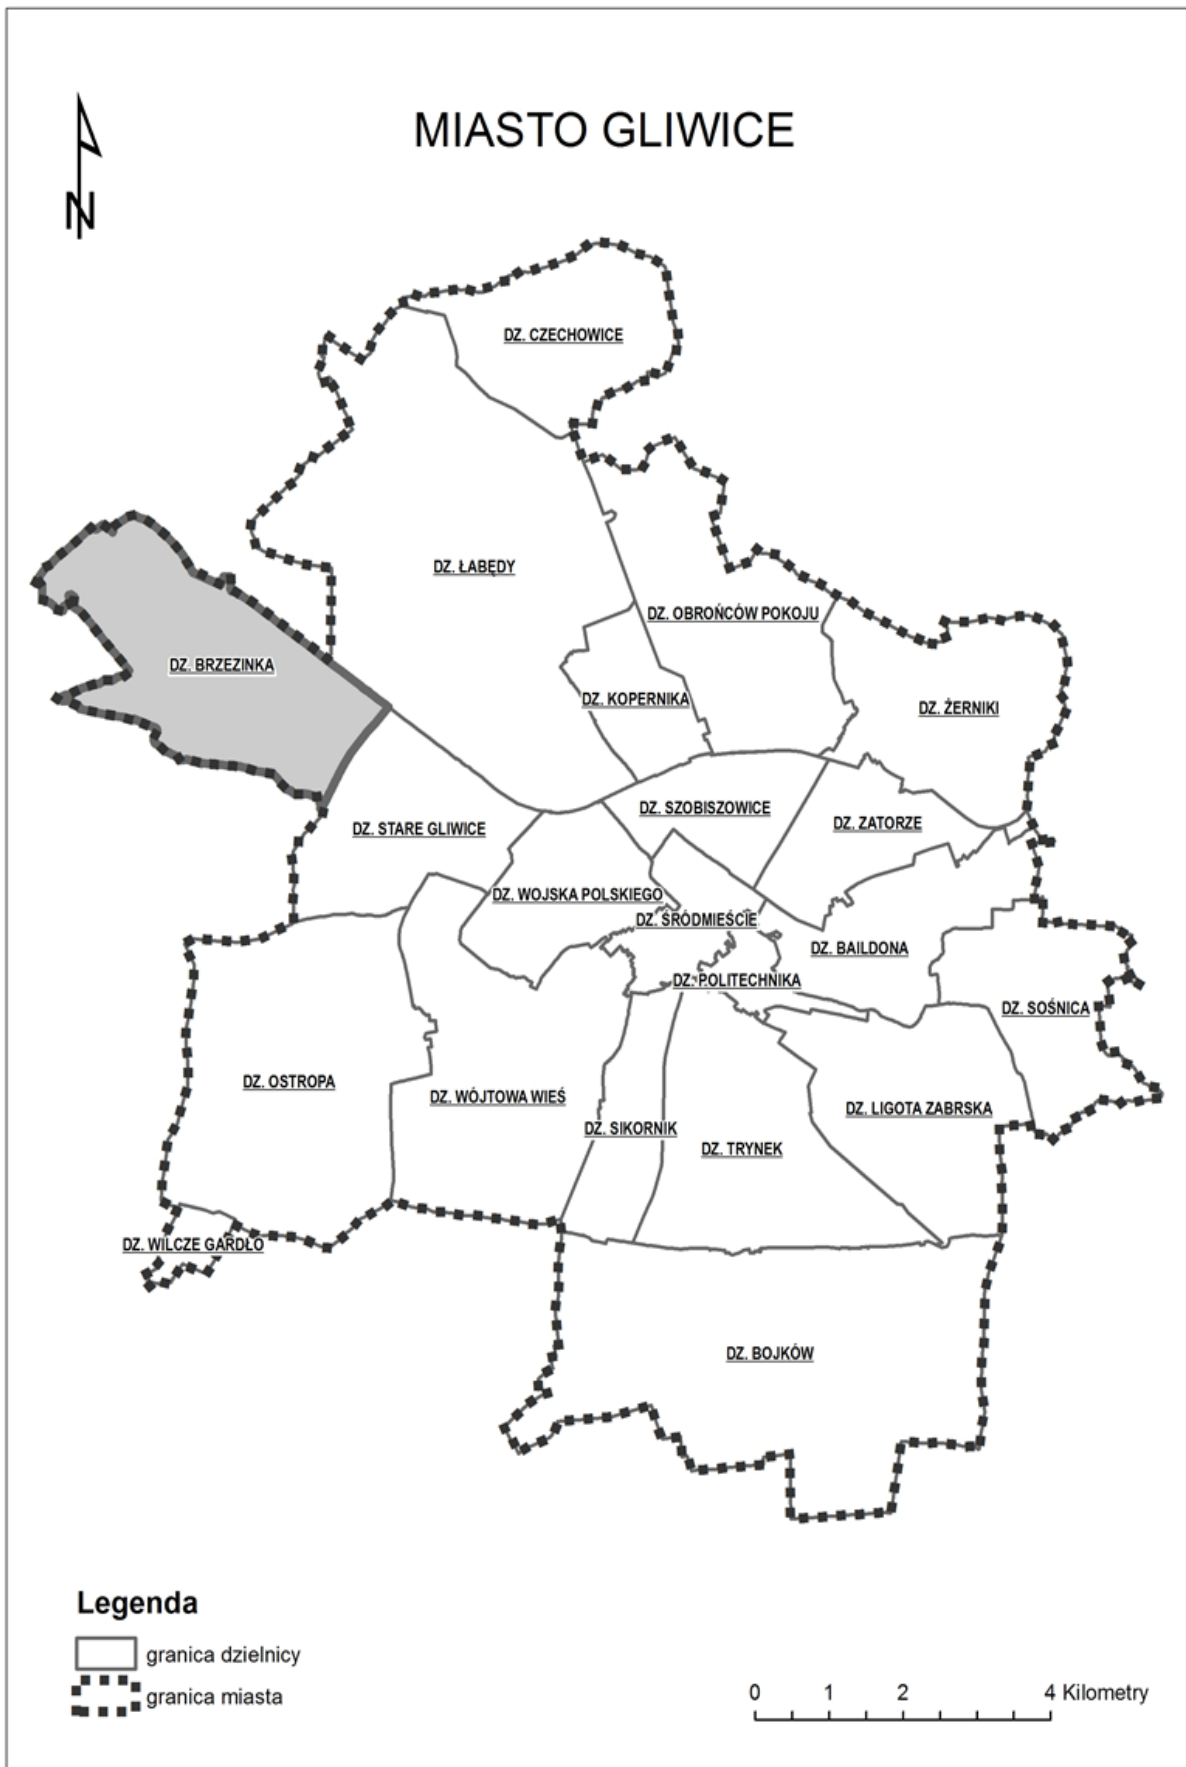 MIASTO GLIWICE
N
DZ. CZECHOWICE
DZ. ŁABĘDY
DZ. OBROŃCÓW POKOJU
DZ. BRZEZINKA
DZ. KOPERNIKA
DZ. ŻERNIKI
DZ. SZOBISZOWICE
DZ. ZATORZE
DZ. STARE GLIWICE
DZ. WOJSKA POLSKIEGO
DZ. ŚRÓDMIEŚCIE
DZ. BAILDONA
DZ. POLITECHNIKA
DZ. SOŚNICA
DZ. OSTROPA
DZ. WÓJTOWA WIEŚ
DZ. LIGOTA ZABRSKA
DZ. SIKORNIK
DZ. TRYNEK
DZ. WILCZE GARDŁO
DZ. BOJKÓW
Legenda
granica dzielnicy
granica miasta
0 1 2 4 Kilometry